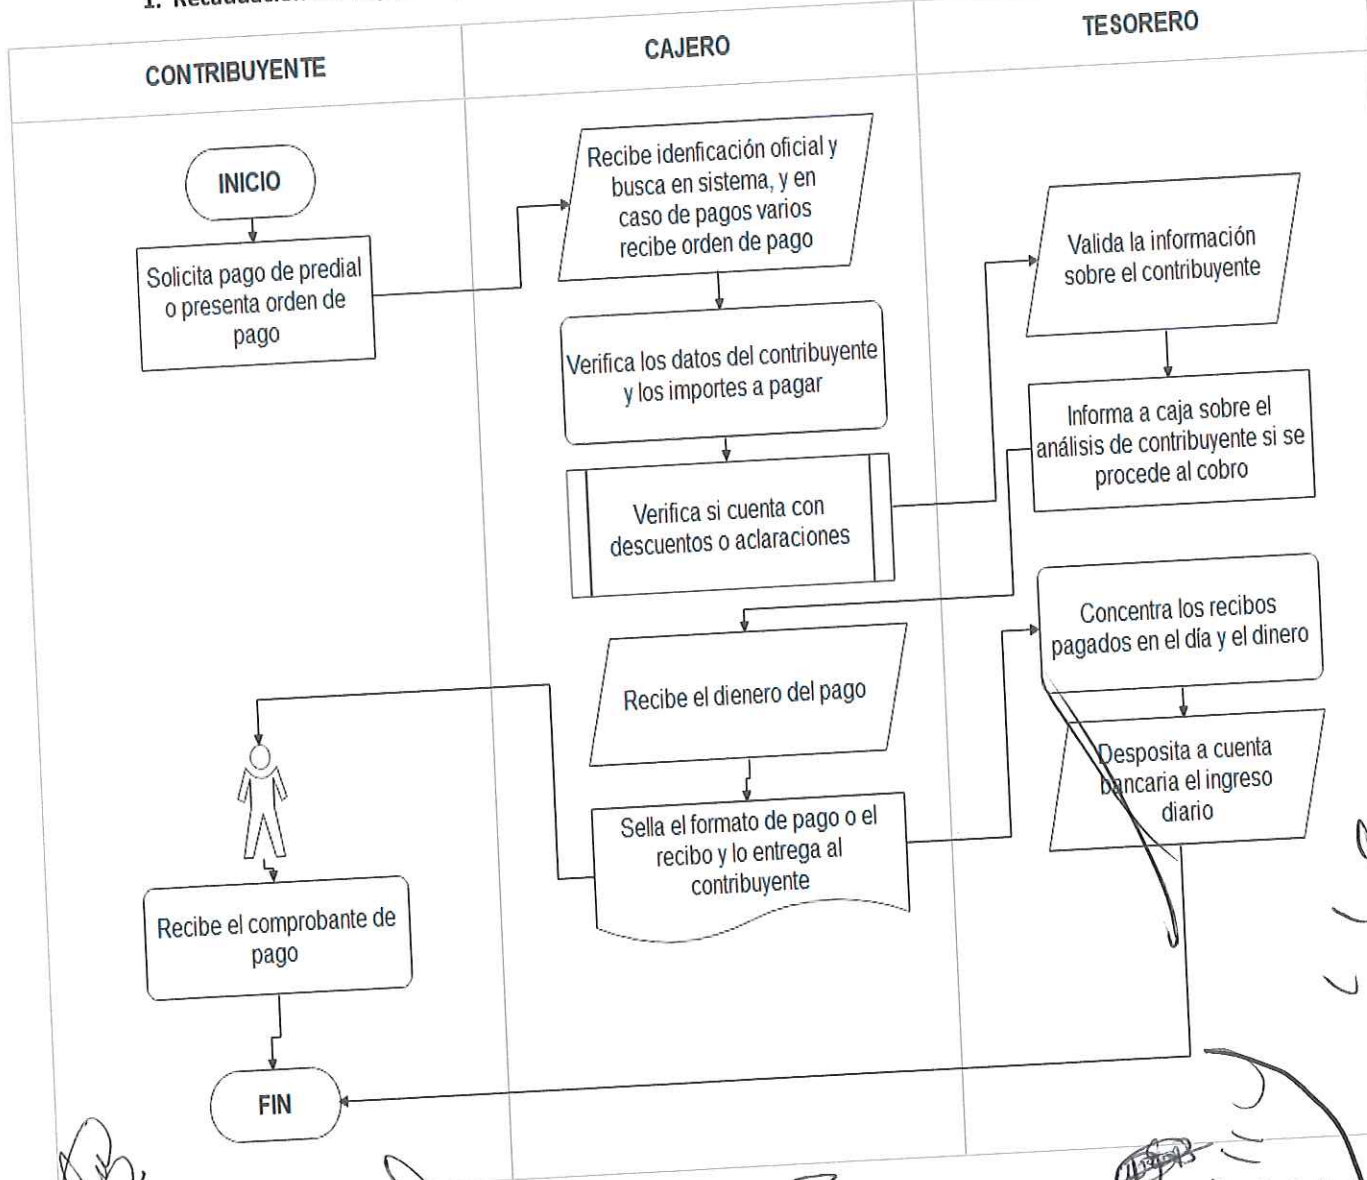 CONTRIBUYENTE
CAJERO
TESORERO
INICIO
Solicita pago de predial
o presenta orden de
pago
Recibe idenficación oficial y
busca en sistema, y en
caso de pagos varios
recibe orden de pago
Verifica los datos del contribuyente
y los importes a pagar
Verifica si cuenta con
descuentos o aclaraciones
Valida la información
sobre el contribuyente
Informa a caja sobre el
análisis de contribuyente si se
procede al cobro
Recibe el dienero del pago
Sella el formato de pago o el
recibo y lo entrega al
contribuyente
Concentra los recibos
pagados en el día y el dinero
Desposita a cuenta
bancaria el ingreso
diario
Recibe el comprobante de
pago
FIN